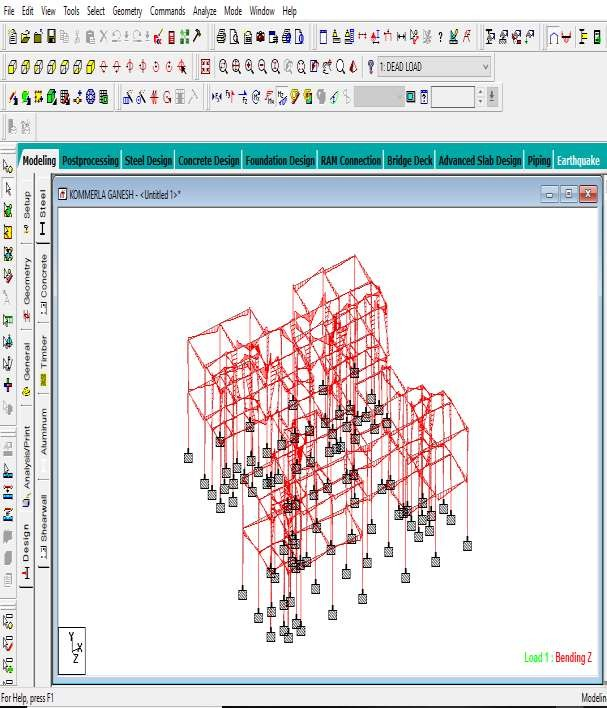 File Edit View Tools Select Geometry Commands Analyze Mode Window Help
1: DEAD LOAD
Modeling Postprocessing Steel Design Concrete Design Foundation Design RAM Connection Bridge Deck Advanced Slab Design Piping Earthquake
KOMMERLA GANESH - <Untitled 1>*
Setup
Geometry
General
Analysis/Print
Design
Steel
Concrete
Timber
Aluminum
Shearwall
Y
X
Z
Load 1 : Bending Z
For Help, press F1
Modelin